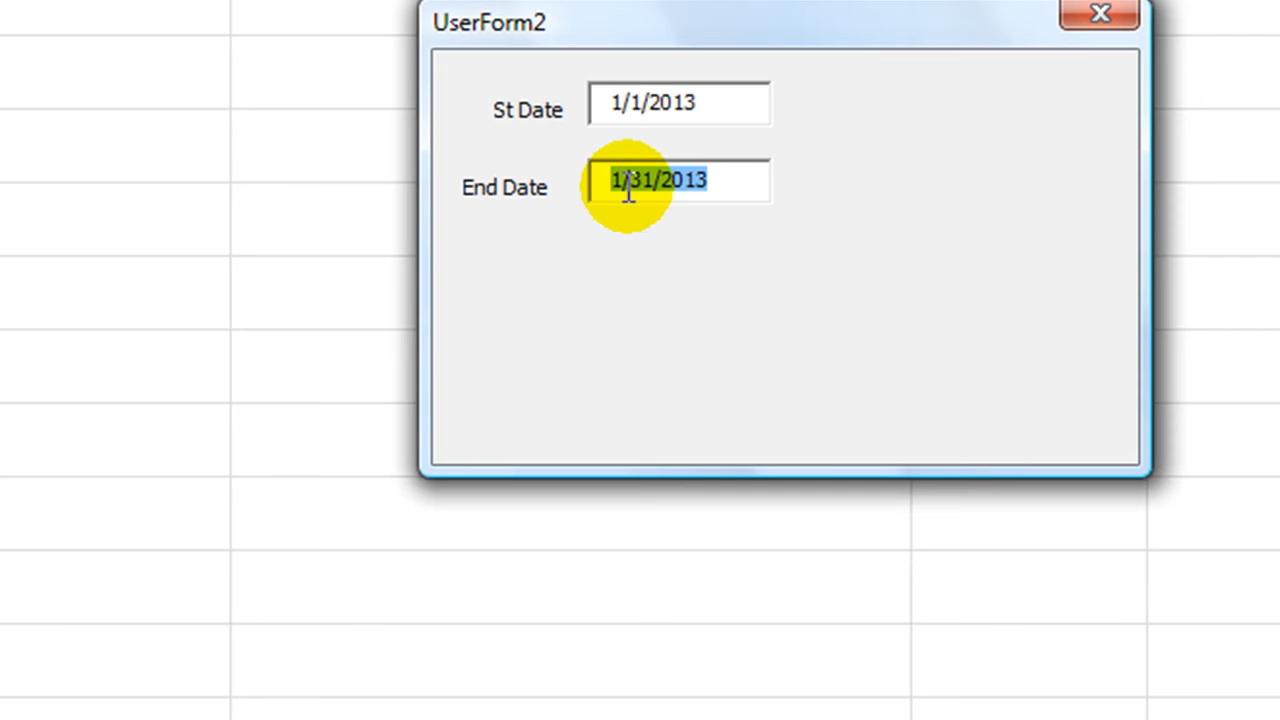 UserForm2
St Date 1/1/2013
End Date 1/31/2013